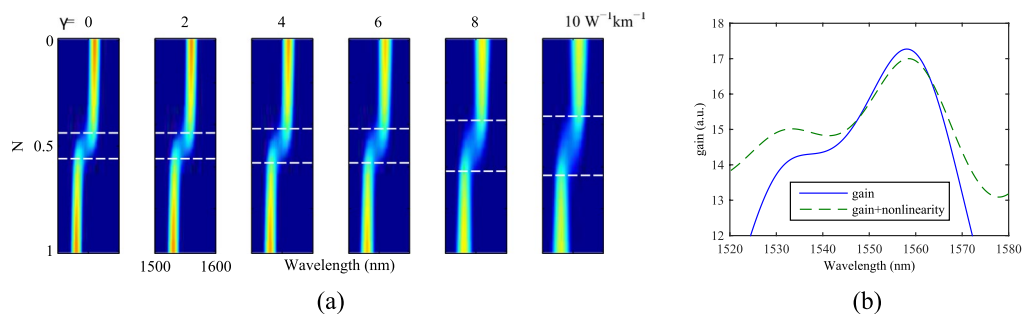 γ= 0 2 4 6 8 10 W⁻¹km⁻¹
0
N 0.5
1
1500 1600 Wavelength (nm)
(a)
18
17
16
gain (a.u.)
15
14
gain
13
gain+nonlinearity
12
1520 1530 1540 1550 1560 1570 1580
Wavelength (nm)
(b)